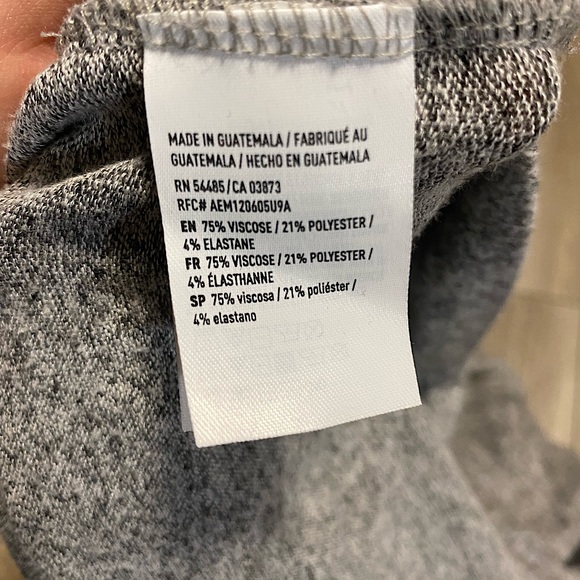 MADE IN GUATEMALA / FABRIQUÉ AU
GUATEMALA / HECHO EN GUATEMALA
RN 54485/CA 03873
RFC# AEM120605U9A
EN 75% VISCOSE / 21% POLYESTER /
4% ELASTANE
FR 75% VISCOSE / 21% POLYESTER /
4% ÉLASTHANNE
SP 75% viscosa / 21% poliéster /
4% elastano